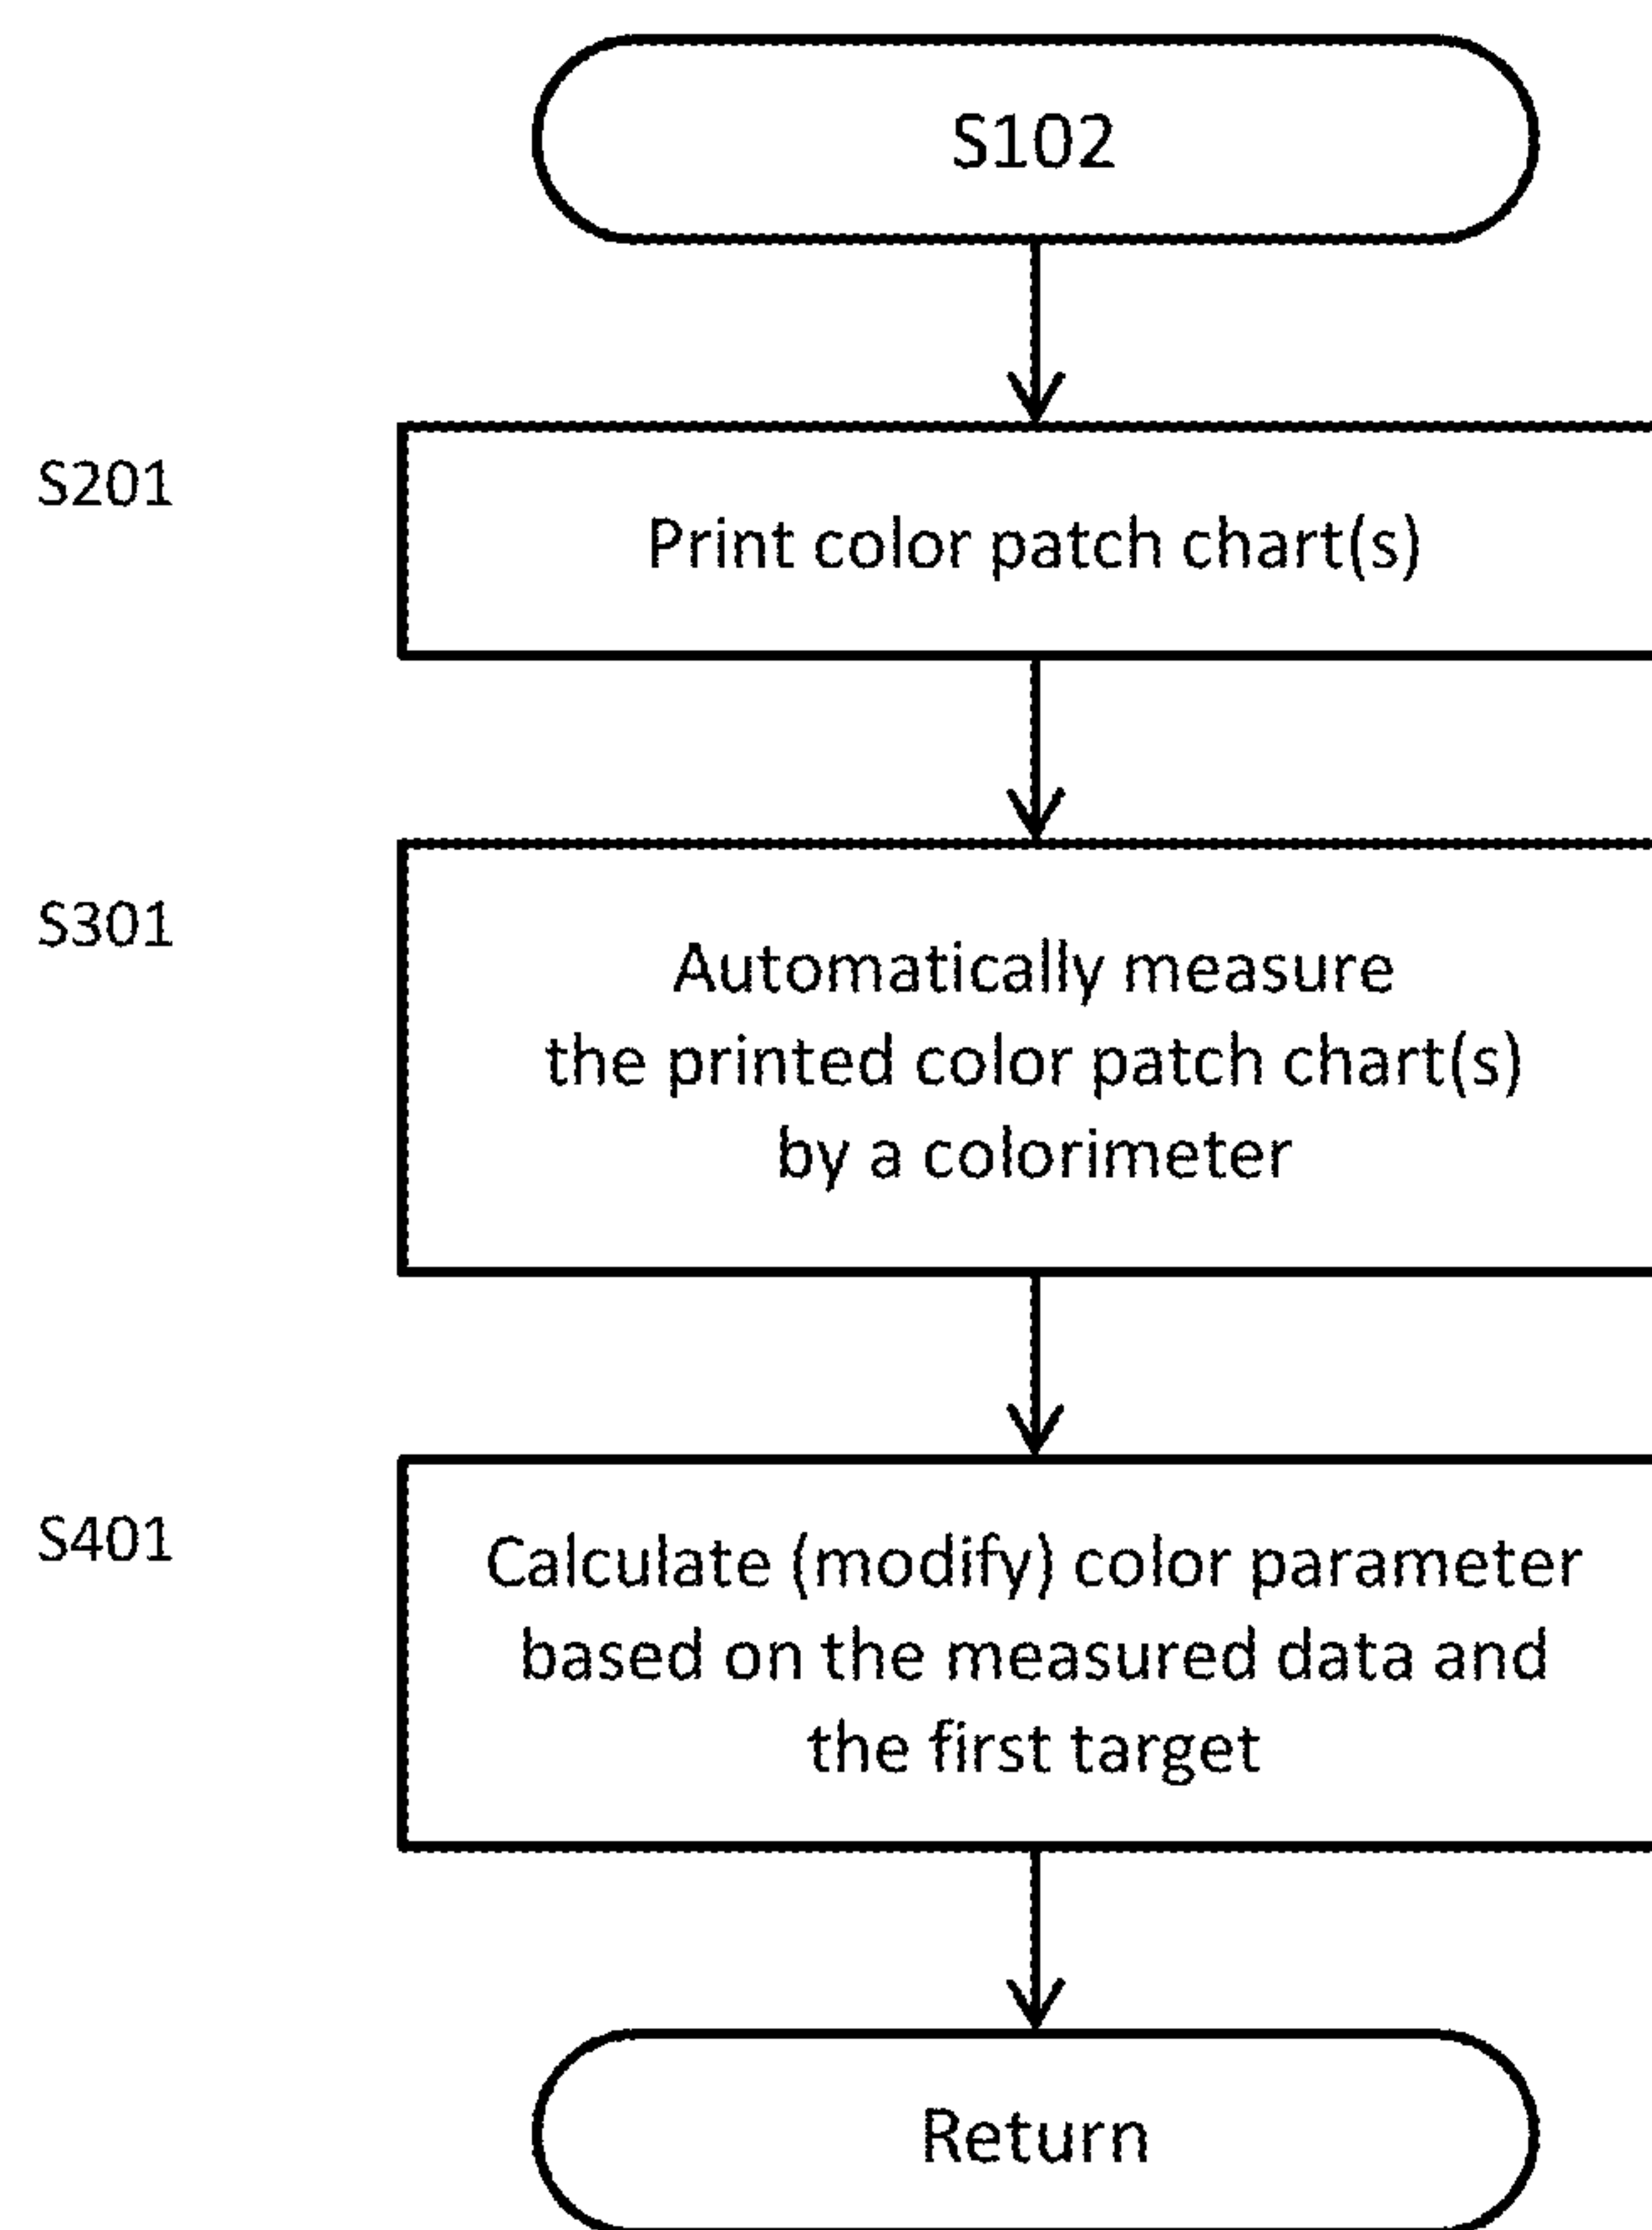 S102
S201
Print color patch chart(s)
S301
Automatically measure
the printed color patch chart(s)
by a colorimeter
S401
Calculate (modify) color parameter
based on the measured data and
the first target
Return